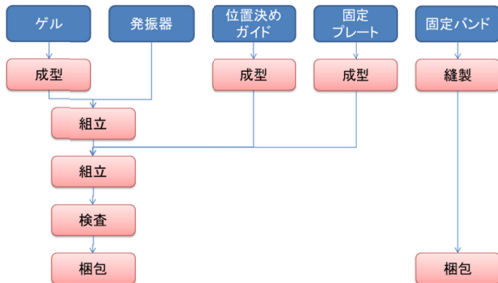 ゲル
発振器
位置決め
ガイド
固定
プレート
固定バンド
成型
成型
成型
縫製
組立
組立
検査
梱包
梱包